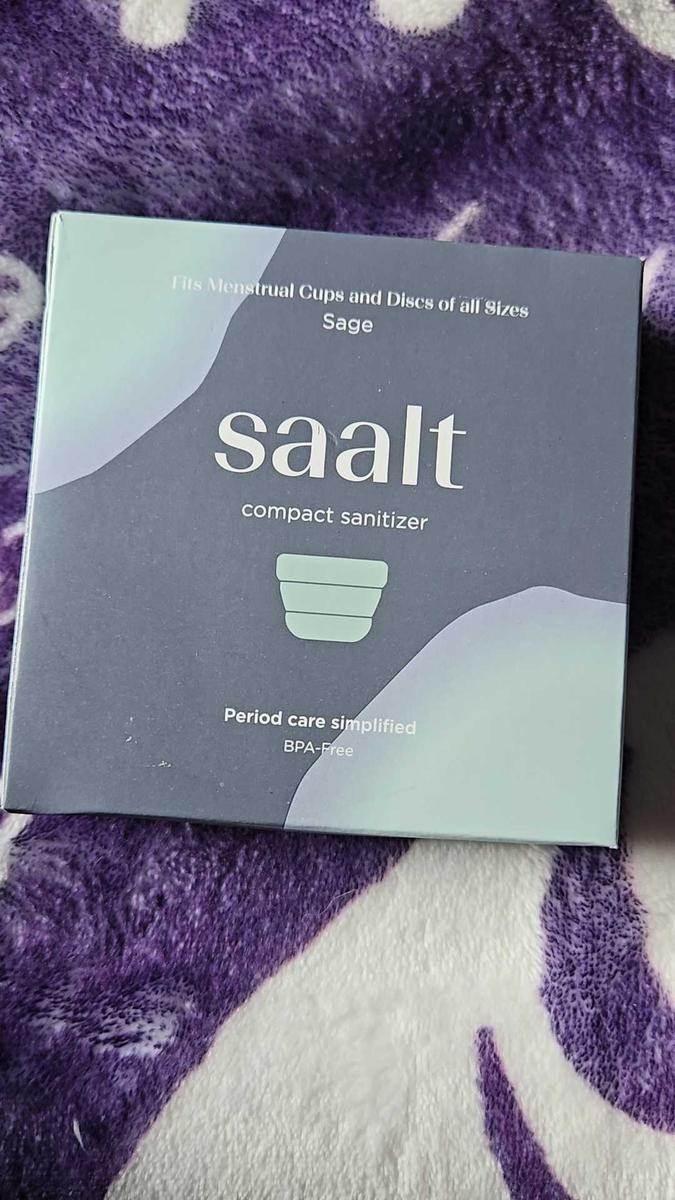 Fits Menstrual Cups and Discs of all Sizes
Sage
saalt
compact sanitizer
Period care simplified
BPA-Free